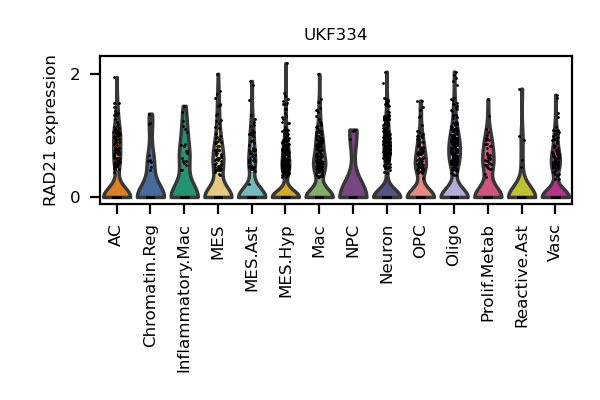 UKF334
RAD21 expression
2
0
AC
Chromatin.Reg
Inflammatory.Mac
MES
MES.Ast
MES.Hyp
Mac
NPC
Neuron
OPC
Oligo
Prolif.Metab
Reactive.Ast
Vasc